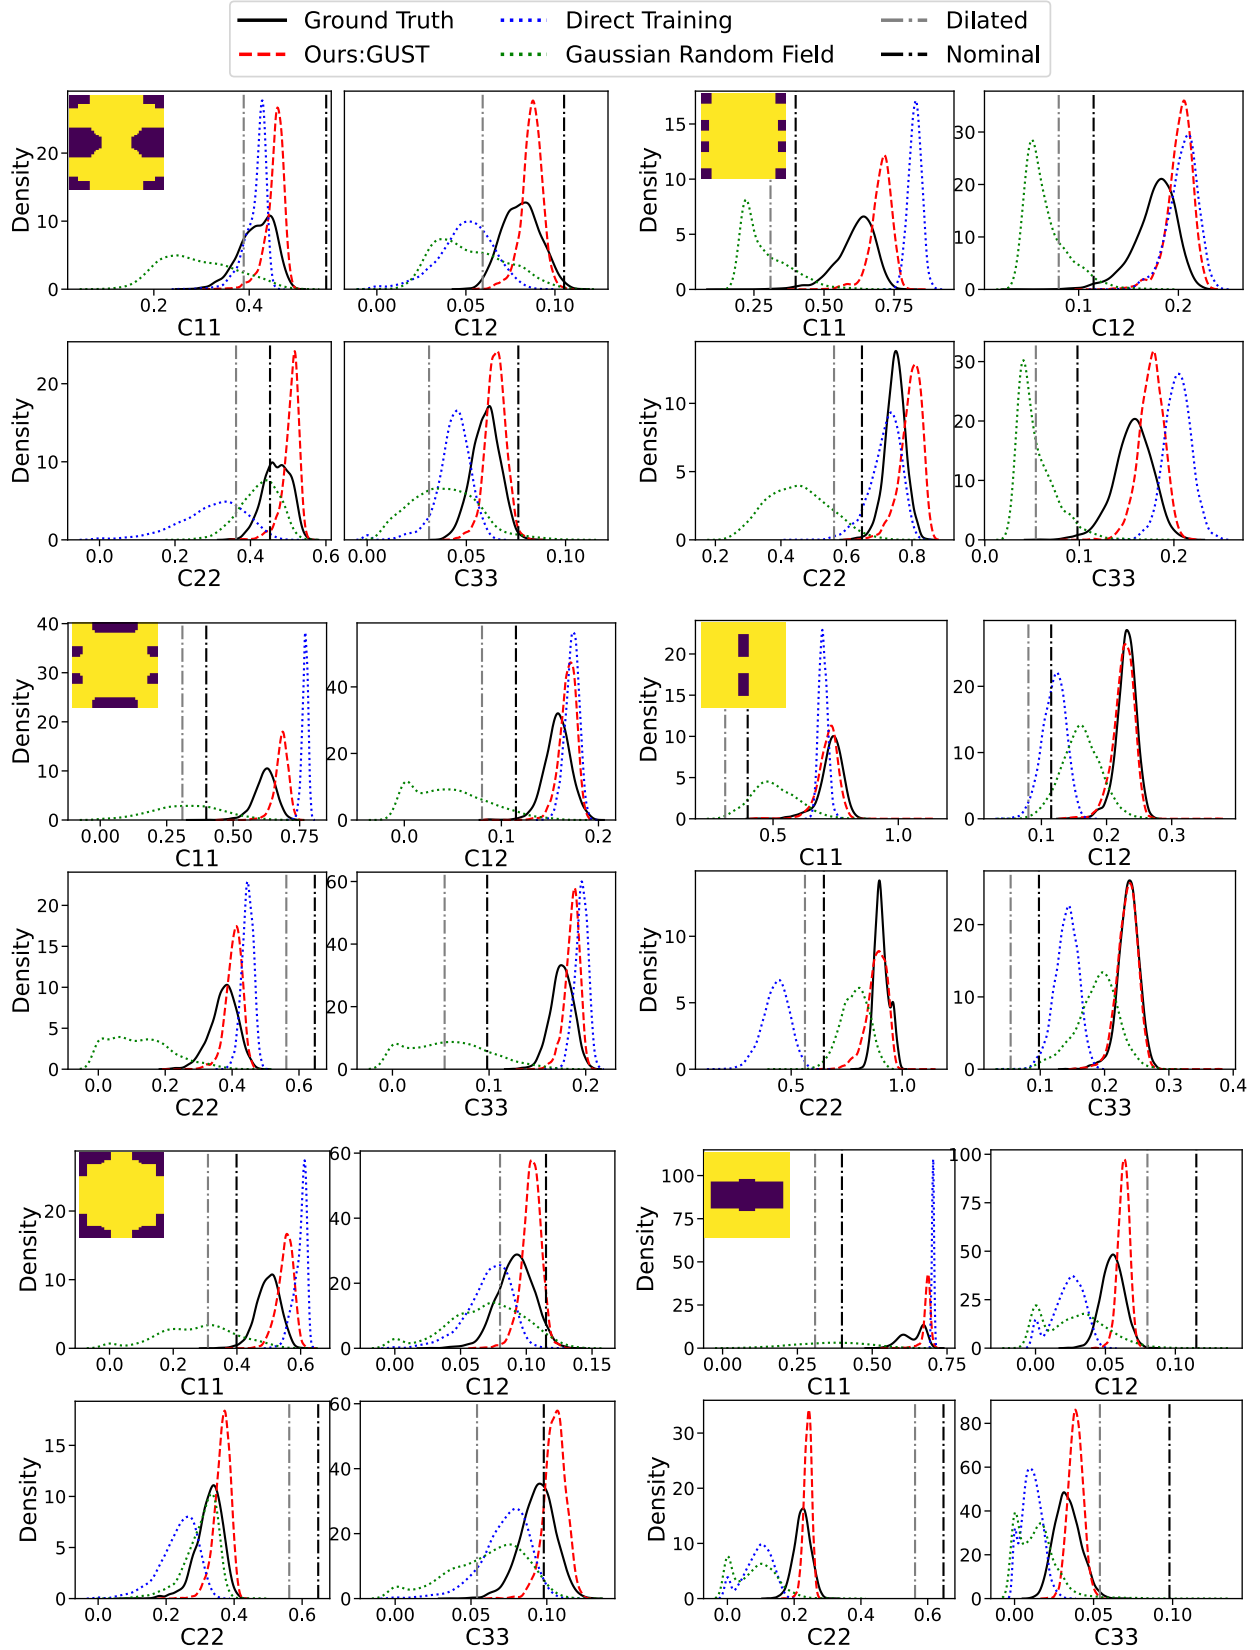 Ground Truth Direct Training Dilated
Ours:GUST Gaussian Random Field Nominal
Density 0 10 20 0.2 0.4 C11
0 10 20 0.00 0.05 0.10 C12
Density 0 5 10 15 0.25 0.50 0.75 C11
0 10 20 30 0.1 0.2 C12
Density 0 10 20 0.0 0.2 0.4 0.6 C22
0 10 20 0.00 0.05 0.10 C33
Density 0 5 10 0.2 0.4 0.6 0.8 C22
0 10 20 30 0.0 0.1 0.2 C33
Density 0 10 20 30 40 0.00 0.25 0.50 0.75 C11
0 20 40 0.0 0.1 0.2 C12
Density 0 5 10 15 20 0.5 1.0 C11
0 10 20 0.1 0.2 0.3 C12
Density 0 5 10 15 20 0.0 0.2 0.4 0.6 C22
0 20 40 60 0.0 0.1 0.2 C33
Density 0 5 10 0.5 1.0 C22
0 10 20 0.1 0.2 0.3 0.4 C33
Density 0 10 20 0.0 0.2 0.4 0.6 C11
0 20 40 60 0.00 0.05 0.10 0.15 C12
Density 0 25 50 75 100 0.00 0.25 0.50 0.75 C11
0 25 50 75 100 0.00 0.05 0.10 C12
Density 0 5 10 15 0.0 0.2 0.4 0.6 C22
0 20 40 60 0.00 0.05 0.10 C33
Density 0 10 20 30 0.0 0.2 0.4 0.6 C22
0 20 40 60 80 0.00 0.05 0.10 C33